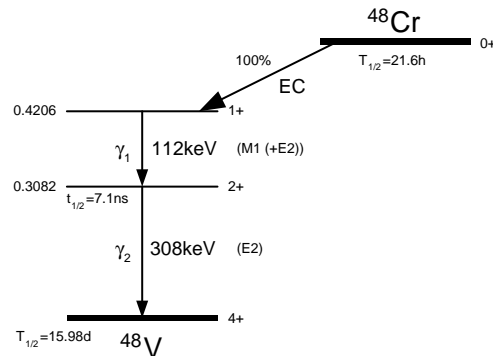 ⁴⁸Cr
0+
T₁/₂=21.6h
100%
EC
0.4206
1+
γ₁ 112keV (M1 (+E2))
0.3082
2+
t₁/₂=7.1ns
γ₂ 308keV (E2)
4+
T₁/₂=15.98d
⁴⁸V